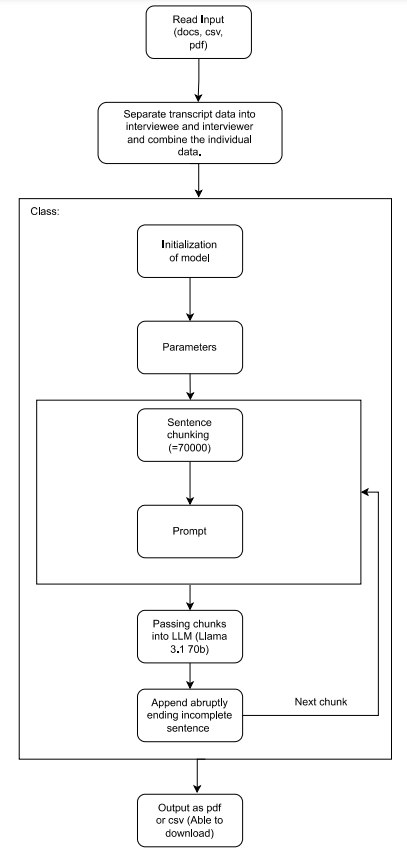 Read Input
(docs, csv,
pdf)
Separate transcript data into
interviewee and interviewer
and combine the individual
data.
Class:
Initialization
of model
Parameters
Sentence
chunking
(=70000)
Prompt
Passing chunks
into LLM (Llama
3.1 70b)
Append abruptly
ending incomplete
sentence
Next chunk
Output as pdf
or csv (Able to
download)